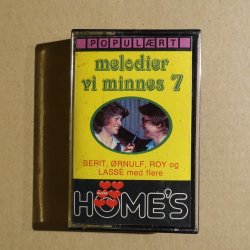 POPULÆRT
melodier
vi minnes 7
BERIT, ØRNULF, ROY og
LASSE med flere
HOME'S